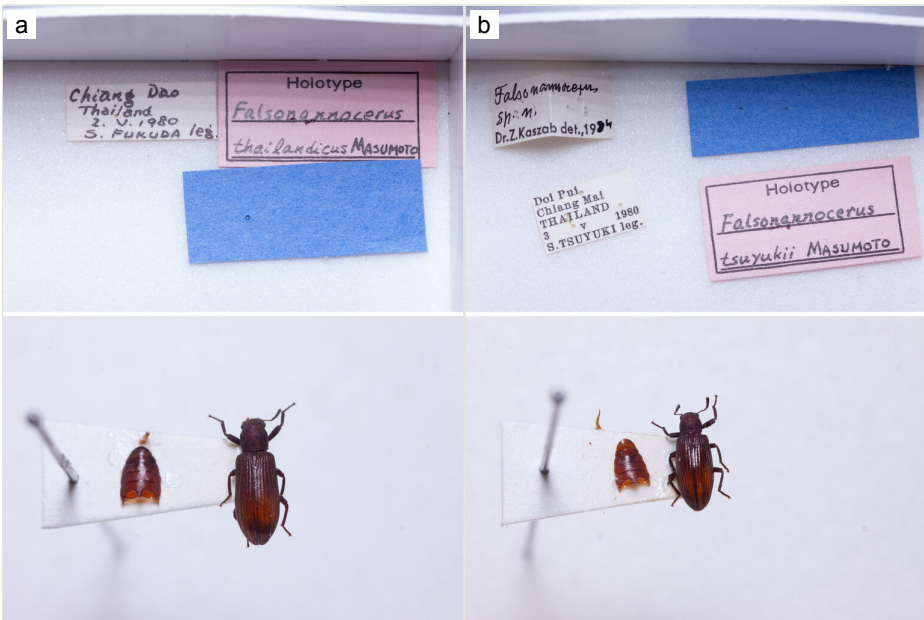 a
Chiang Dao
Thailand
2. V. 1980
S. FUKUDA leg.
Holotype
Falsonannocerus
thailandicus MASUMOTO
b
Falsonannocerus
sp. n.
Dr.Z.Kaszab det., 1984
Doi Pui,
Chiang Mai
THAILAND
3 v 1980
S.TSUYUKI leg.
Holotype
Falsonannocerus
tsuyukii MASUMOTO